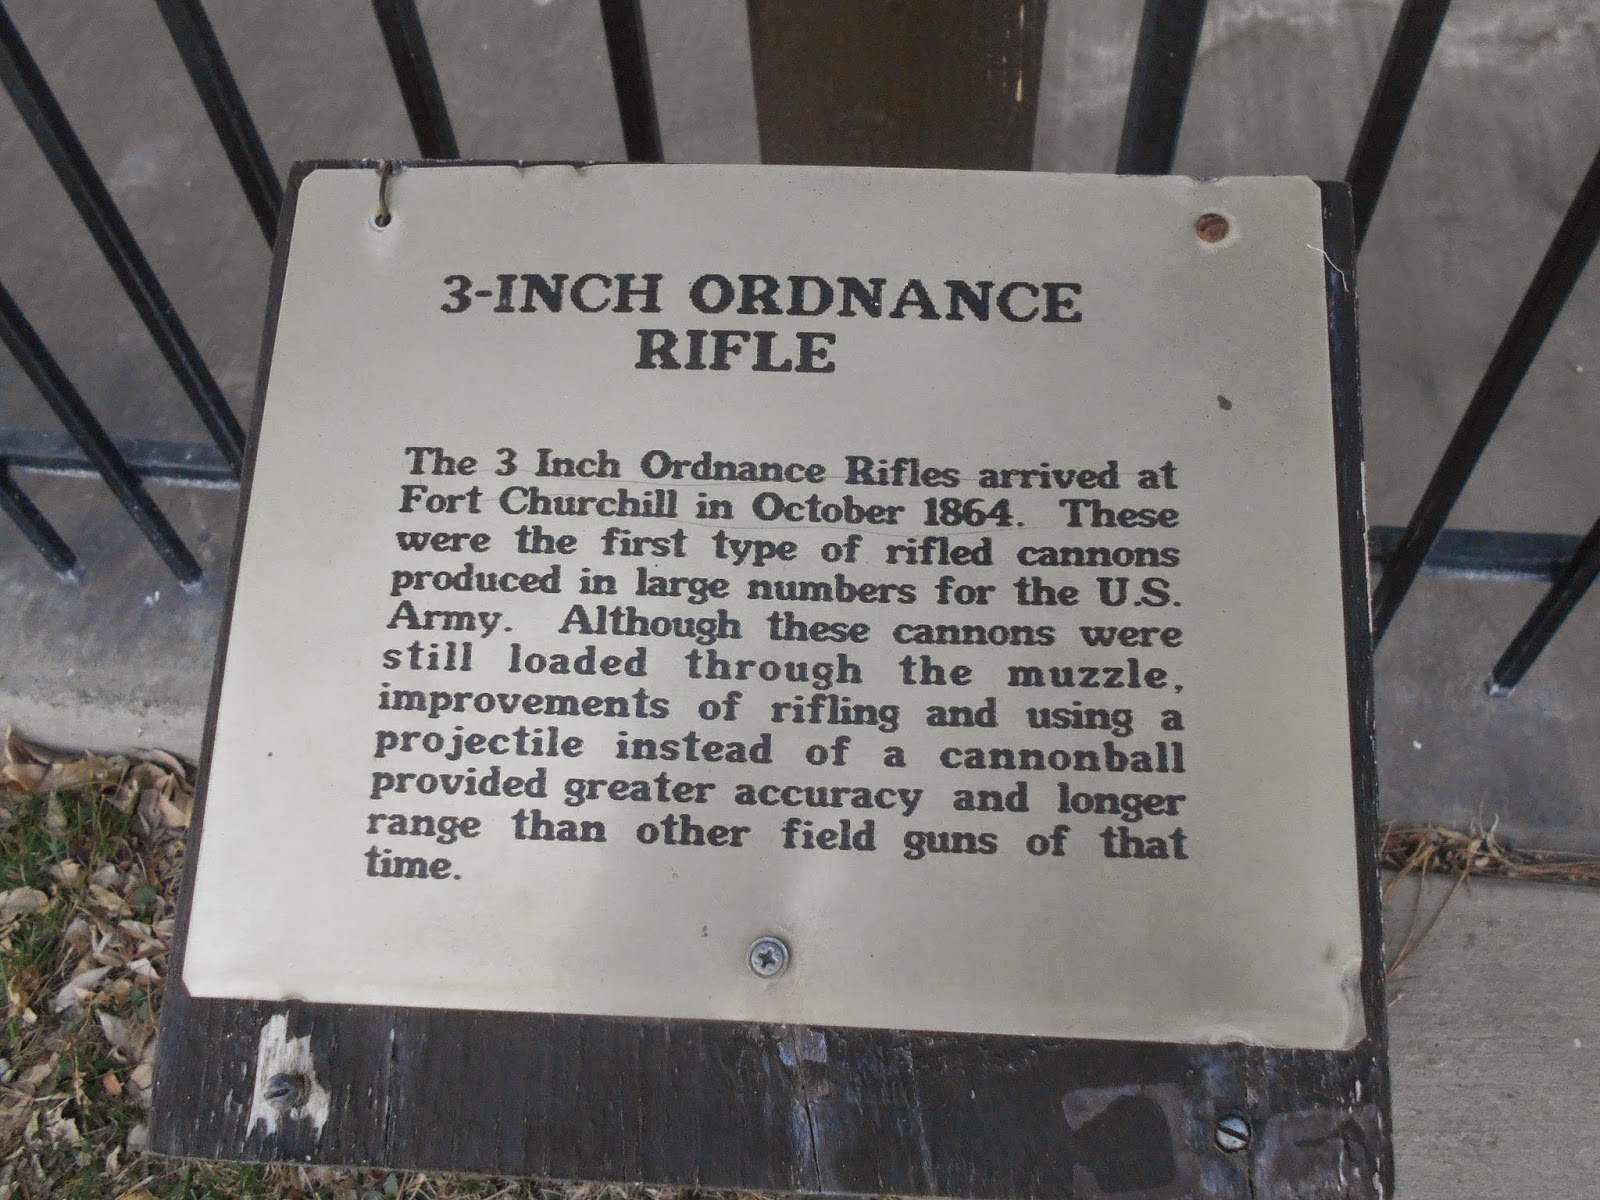 3-INCH ORDNANCE
RIFLE
The 3 Inch Ordnance Rifles arrived at
Fort Churchill in October 1864. These
were the first type of rifled cannons
produced in large numbers for the U.S.
Army. Although these cannons were
still loaded through the muzzle,
improvements of rifling and using a
projectile instead of a cannonball
provided greater accuracy and longer
range than other field guns of that
time.